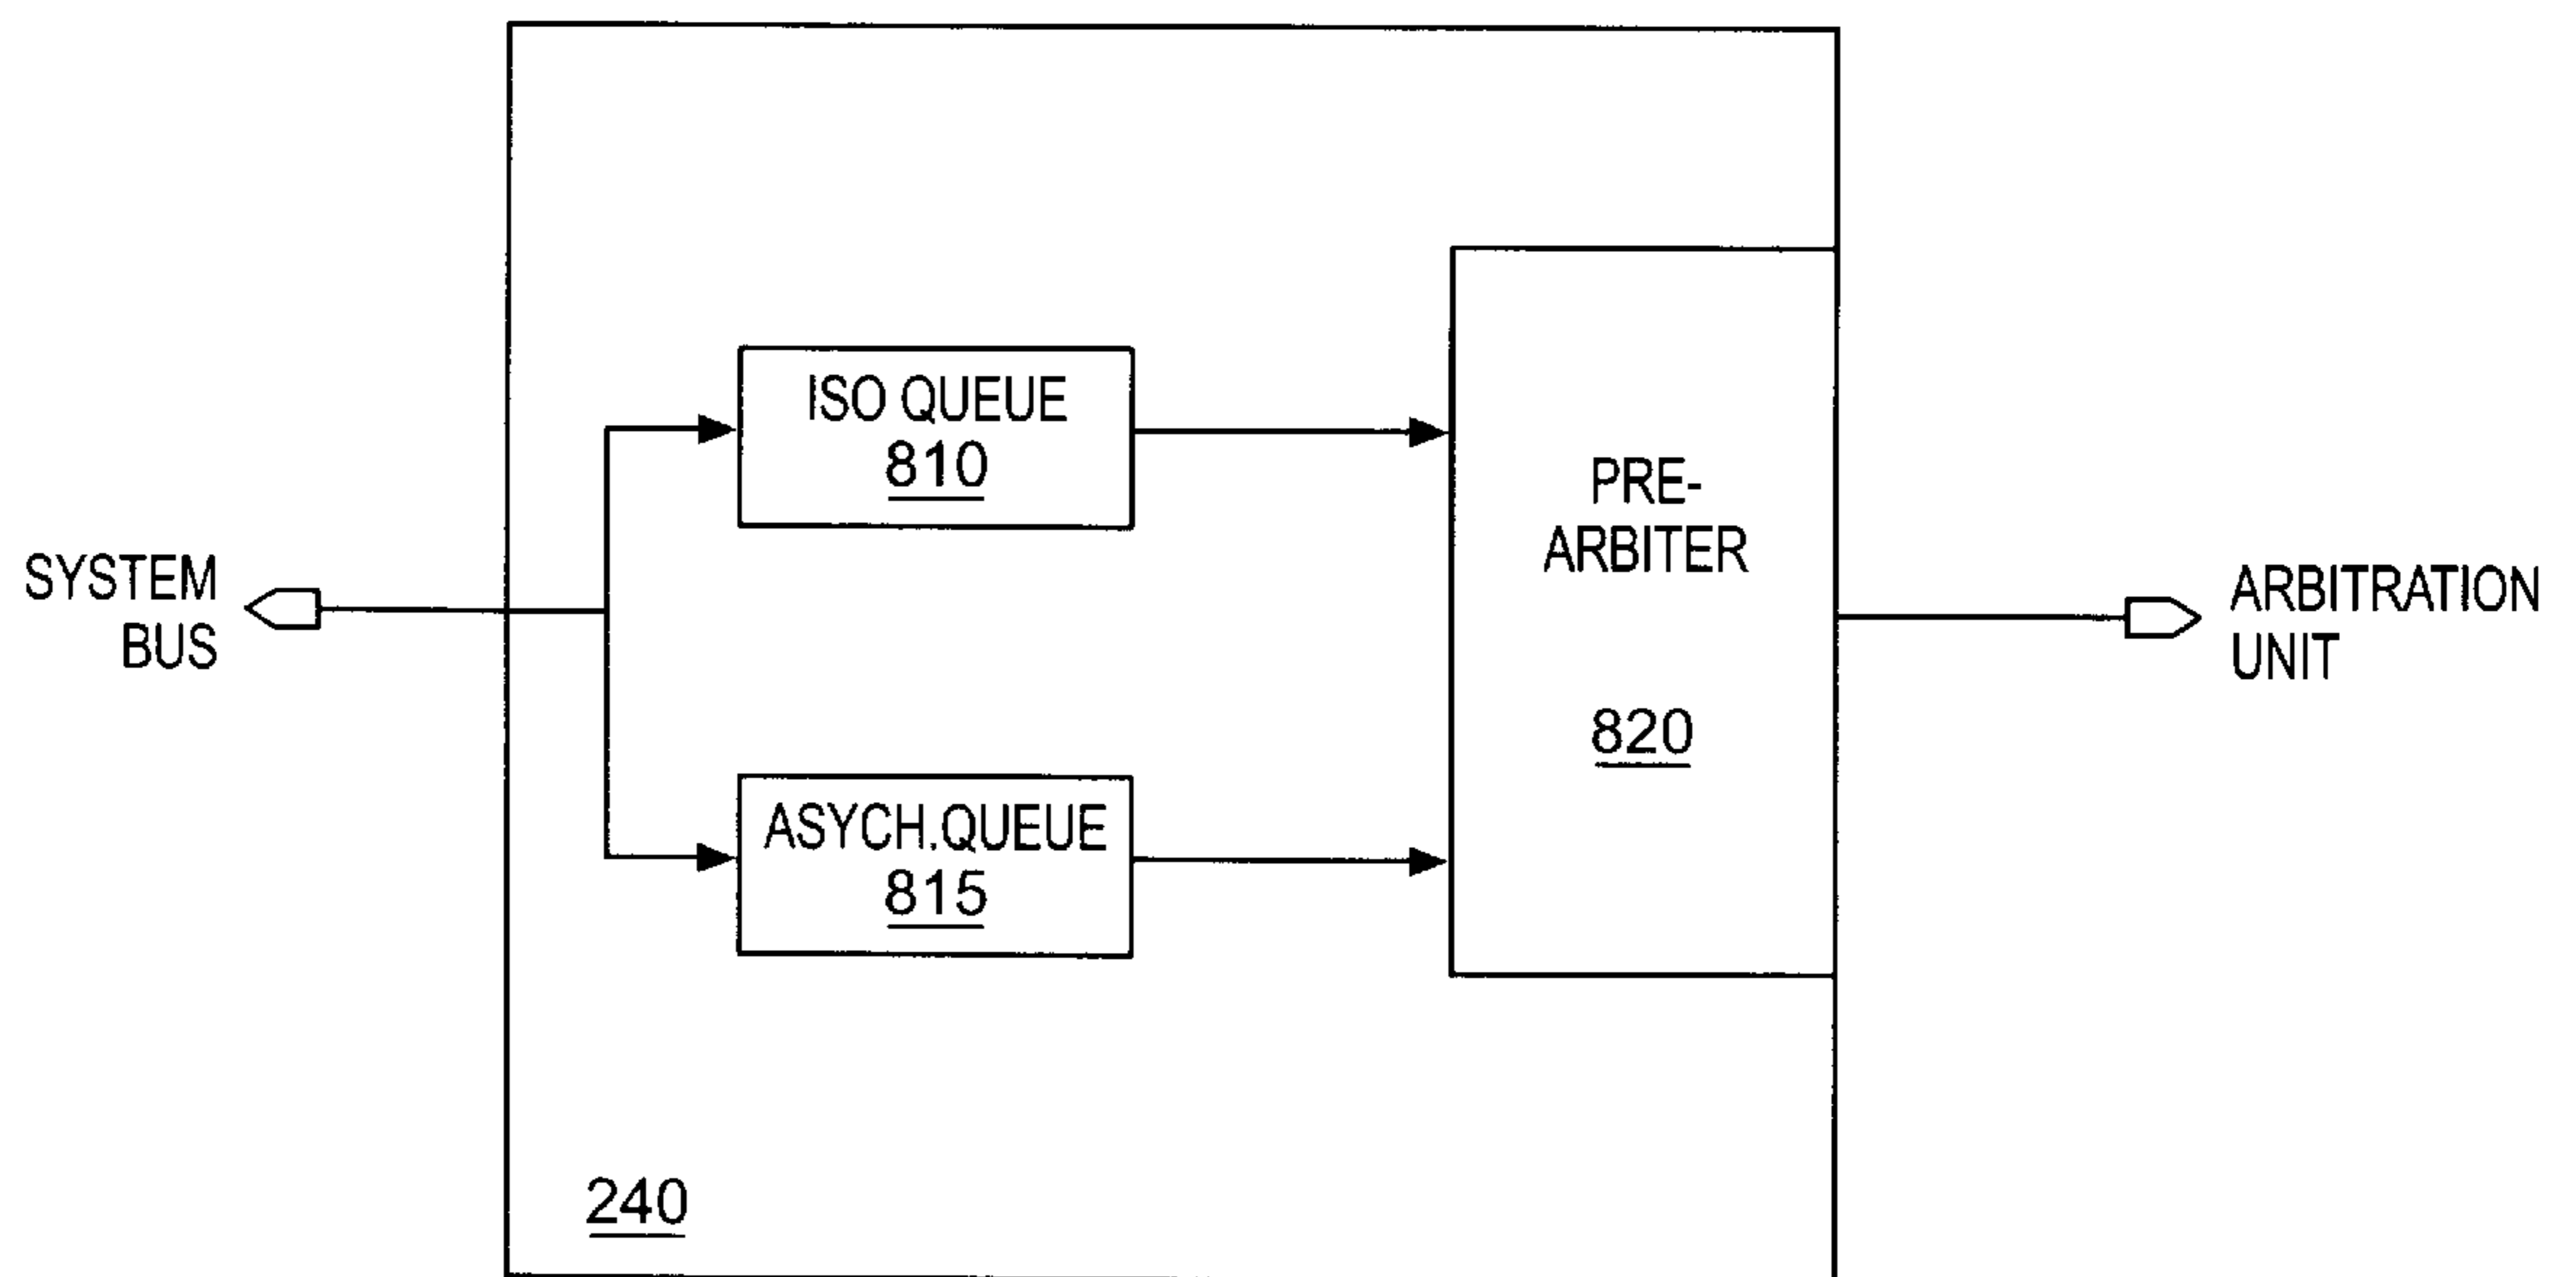 SYSTEM
BUS
ISO QUEUE
810
ASYCH.QUEUE
815
PRE-
ARBITER
820
ARBITRATION
UNIT
240